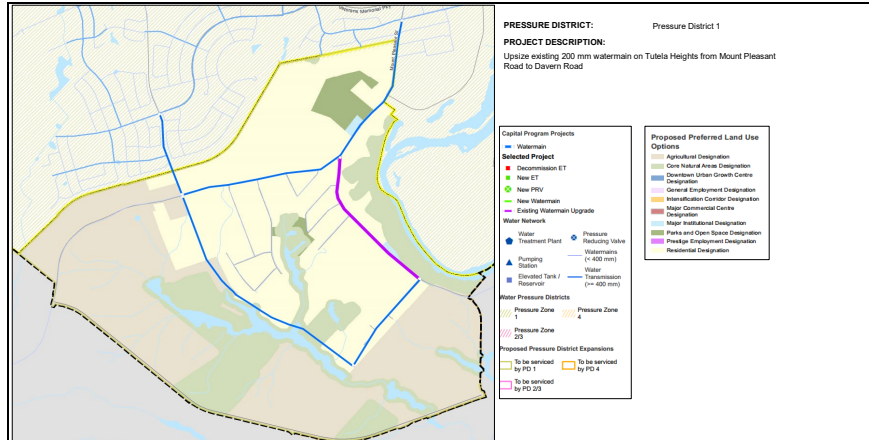 Veterans Memorial Pky
Mount Pleasant St
PRESSURE DISTRICT:
Pressure District 1
PROJECT DESCRIPTION:
Upsize existing 200 mm watermain on Tutela Heights from Mount Pleasant
Road to Davern Road
Capital Program Projects
Watermain
Selected Project
Decommission ET
New ET
New PRV
New Watermain
Existing Watermain Upgrade
Water Network
Water
Treatment Plant
Pressure
Reducing Valve
Pumping
Station
Watermains
(< 400 mm)
Elevated Tank /
Reservoir
Water
Transmission
(>= 400 mm)
Water Pressure Districts
Pressure Zone
1
Pressure Zone
4
Pressure Zone
2/3
Proposed Pressure District Expansions
To be serviced
by PD 1
To be serviced
by PD 4
To be serviced
by PD 2/3
Proposed Preferred Land Use
Options
Agricultural Designation
Core Natural Areas Designation
Downtown Urban Growth Centre
Designation
General Employment Designation
Intensification Corridor Designation
Major Commercial Centre
Designation
Major Institutional Designation
Parks and Open Space Designation
Prestige Employment Designation
Residential Designation